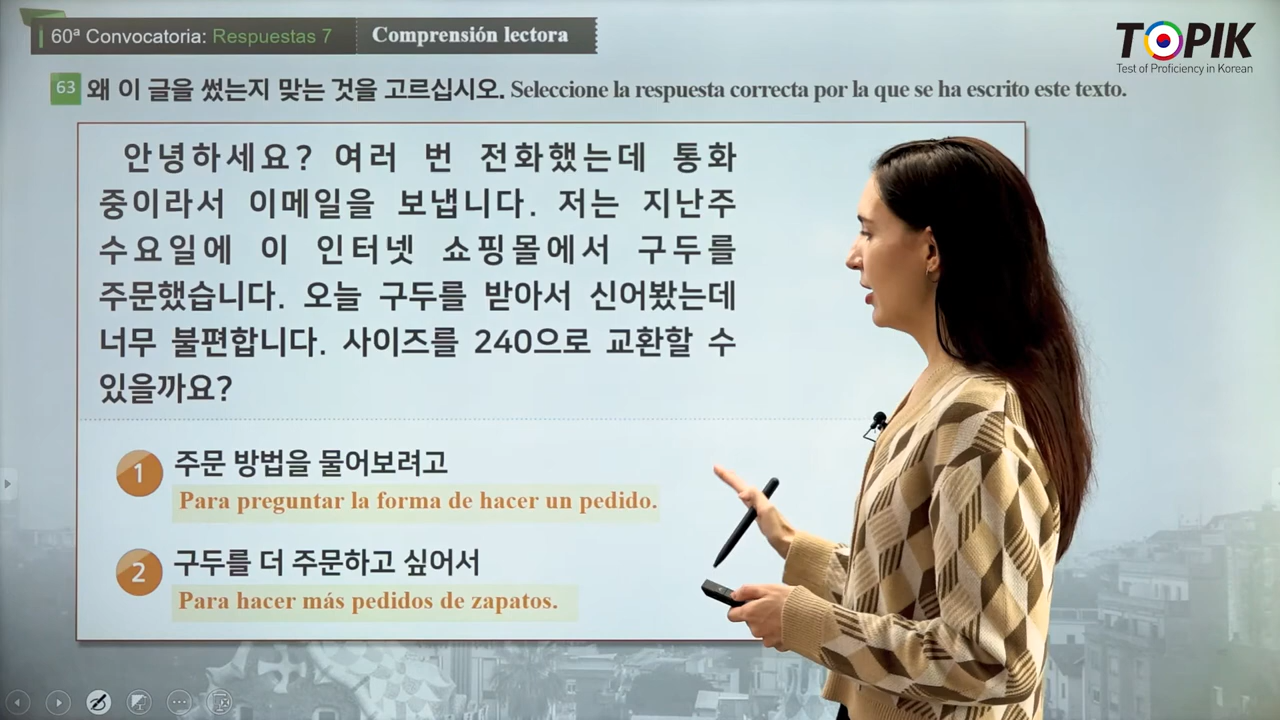 60ª Convocatoria: Respuestas 7
Comprensión lectora
TOPIK
Test of Proficiency in Korean
63 왜 이 글을 썼는지 맞는 것을 고르십시오. Seleccione la respuesta correcta por la que se ha escrito este texto.
안녕하세요? 여러 번 전화했는데 통화
중이라서 이메일을 보냅니다. 저는 지난주
수요일에 이 인터넷 쇼핑몰에서 구두를
주문했습니다. 오늘 구두를 받아서 신어봤는데
너무 불편합니다. 사이즈를 240으로 교환할 수
있을까요?
1 주문 방법을 물어보려고
Para preguntar la forma de hacer un pedido.
2 구두를 더 주문하고 싶어서
Para hacer más pedidos de zapatos.